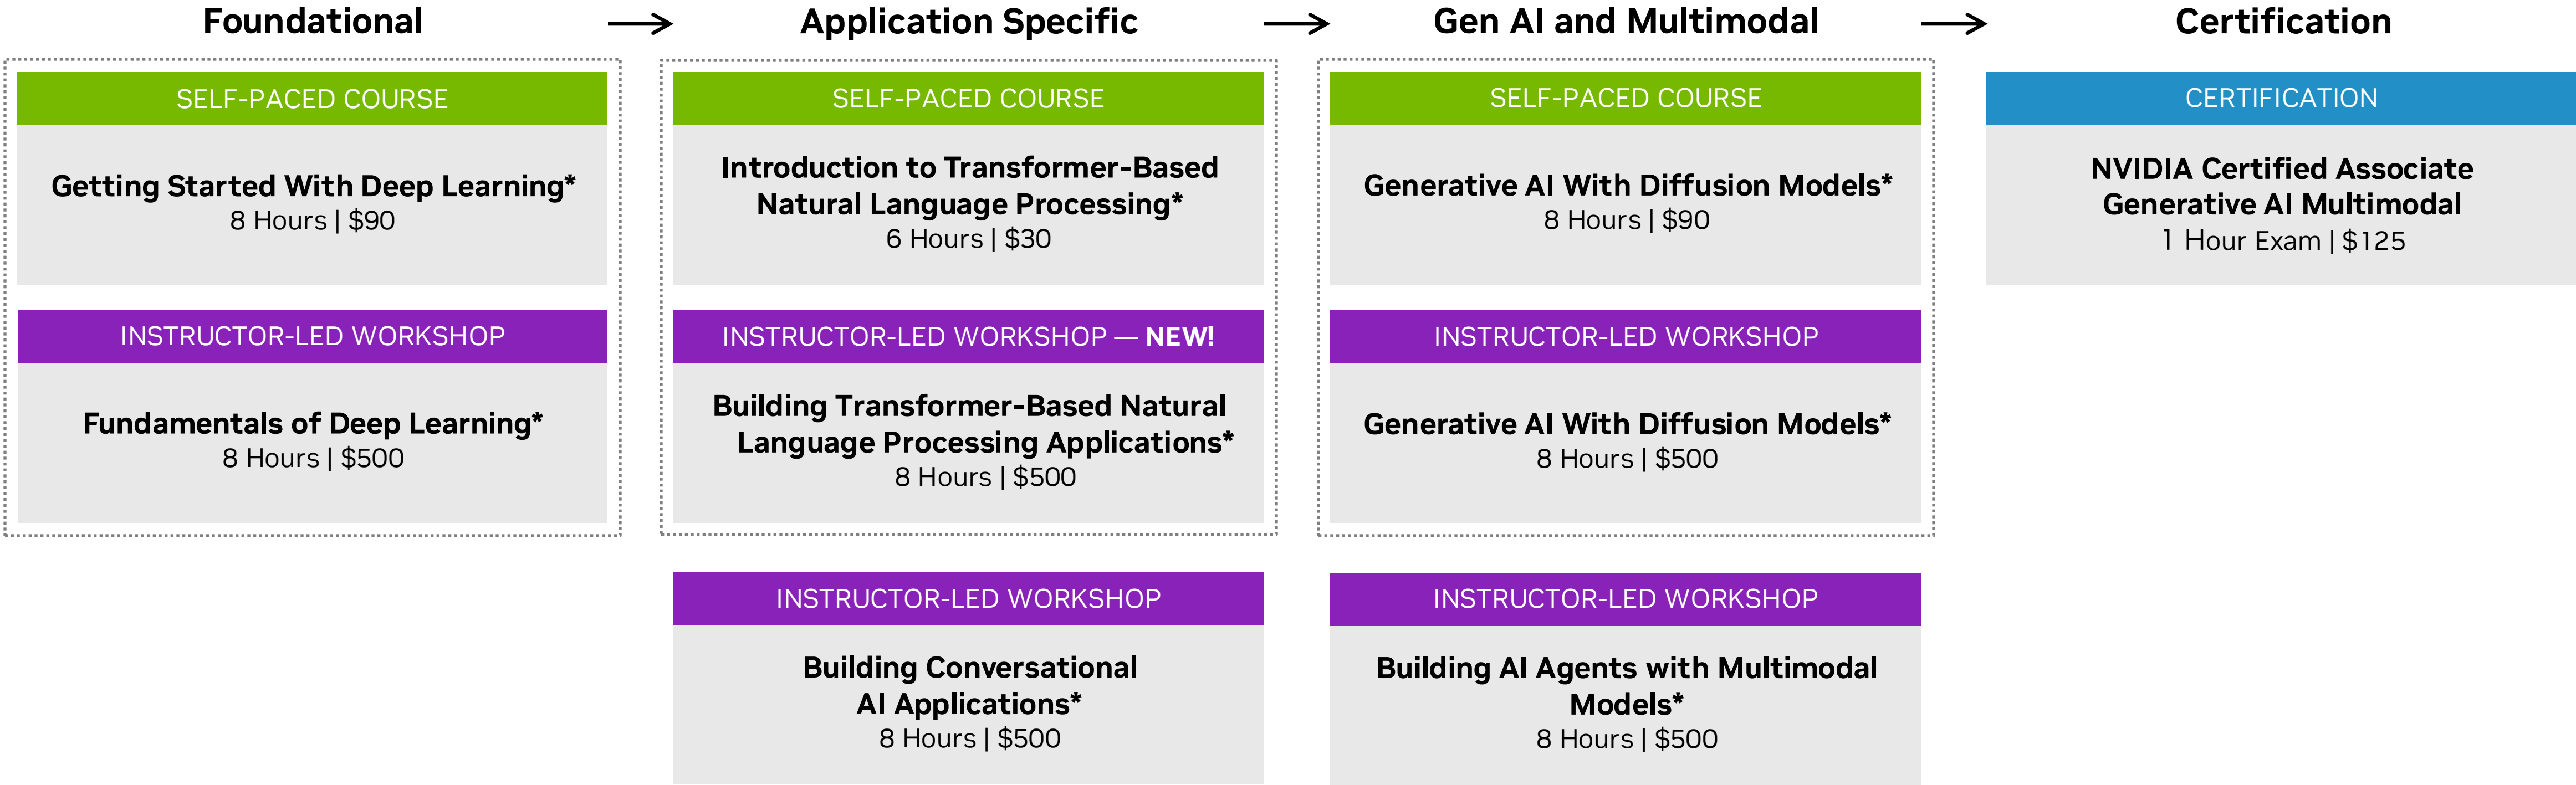 Foundational
Application Specific
Gen AI and Multimodal
Certification
SELF-PACED COURSE
Getting Started With Deep Learning*
8 Hours | $90
INSTRUCTOR-LED WORKSHOP
Fundamentals of Deep Learning*
8 Hours | $500
SELF-PACED COURSE
Introduction to Transformer-Based
Natural Language Processing*
6 Hours | $30
INSTRUCTOR-LED WORKSHOP — NEW!
Building Transformer-Based Natural
Language Processing Applications*
8 Hours | $500
INSTRUCTOR-LED WORKSHOP
Building Conversational
AI Applications*
8 Hours | $500
SELF-PACED COURSE
Generative AI With Diffusion Models*
8 Hours | $90
INSTRUCTOR-LED WORKSHOP
Generative AI With Diffusion Models*
8 Hours | $500
INSTRUCTOR-LED WORKSHOP
Building AI Agents with Multimodal
Models*
8 Hours | $500
CERTIFICATION
NVIDIA Certified Associate
Generative AI Multimodal
1 Hour Exam | $125